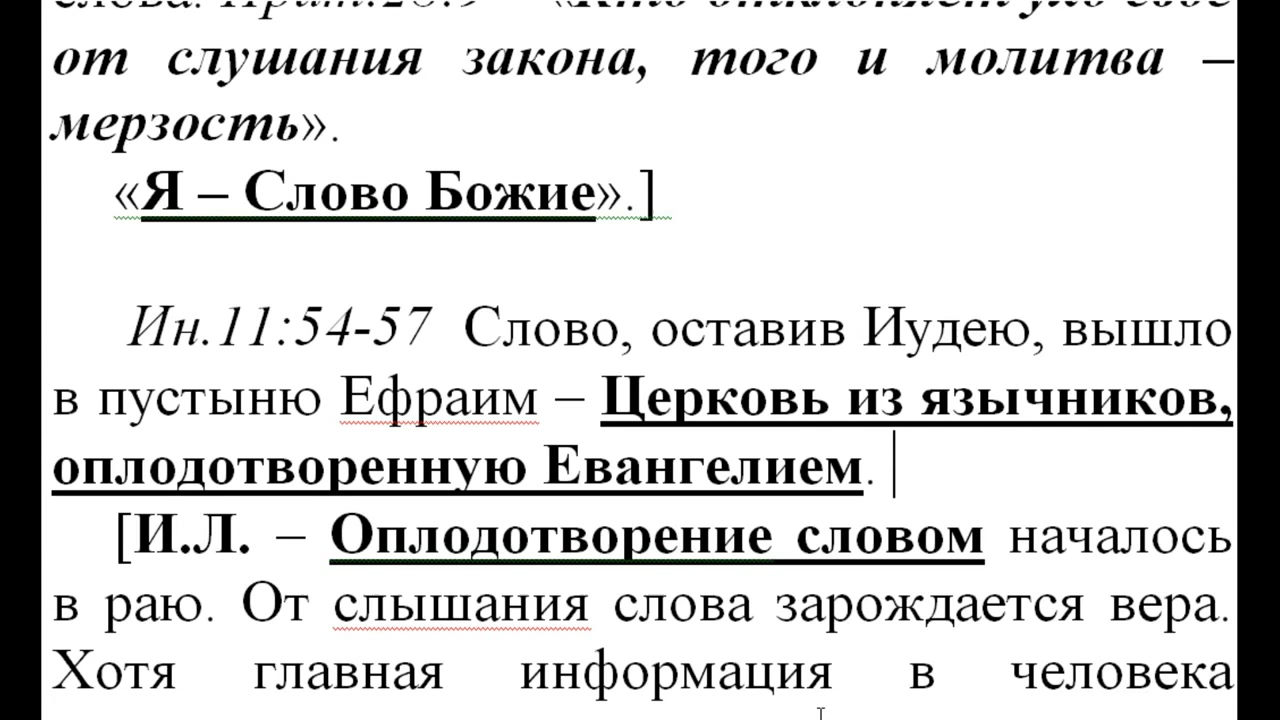 от слушания закона, того и молитва –
мерзость».
«Я – Слово Божие».]
Ин.11:54-57 Слово, оставив Иудею, вышло
в пустыню Ефраим – Церковь из язычников,
оплодотворенную Евангелием.
[И.Л. – Оплодотворение словом началось
в раю. От слышания слова зарождается вера.
Хотя главная информация в человека